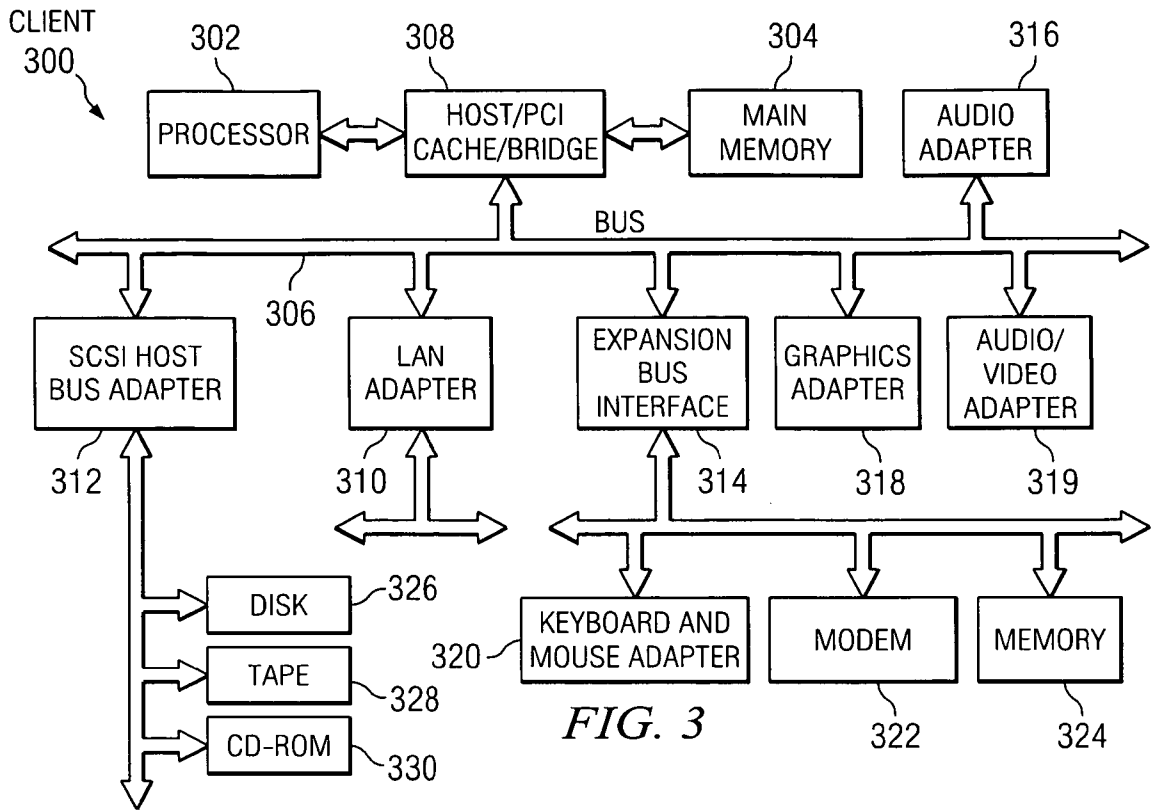 CLIENT
300
302
308
304
316
PROCESSOR
HOST/PCI
CACHE/BRIDGE
MAIN
MEMORY
AUDIO
ADAPTER
BUS
306
SCSI HOST
BUS ADAPTER
LAN
ADAPTER
EXPANSION
BUS
INTERFACE
GRAPHICS
ADAPTER
AUDIO/
VIDEO
ADAPTER
312
310
314
318
319
DISK
326
TAPE
328
CD-ROM
330
320
KEYBOARD AND
MOUSE ADAPTER
MODEM
MEMORY
322
324
FIG. 3